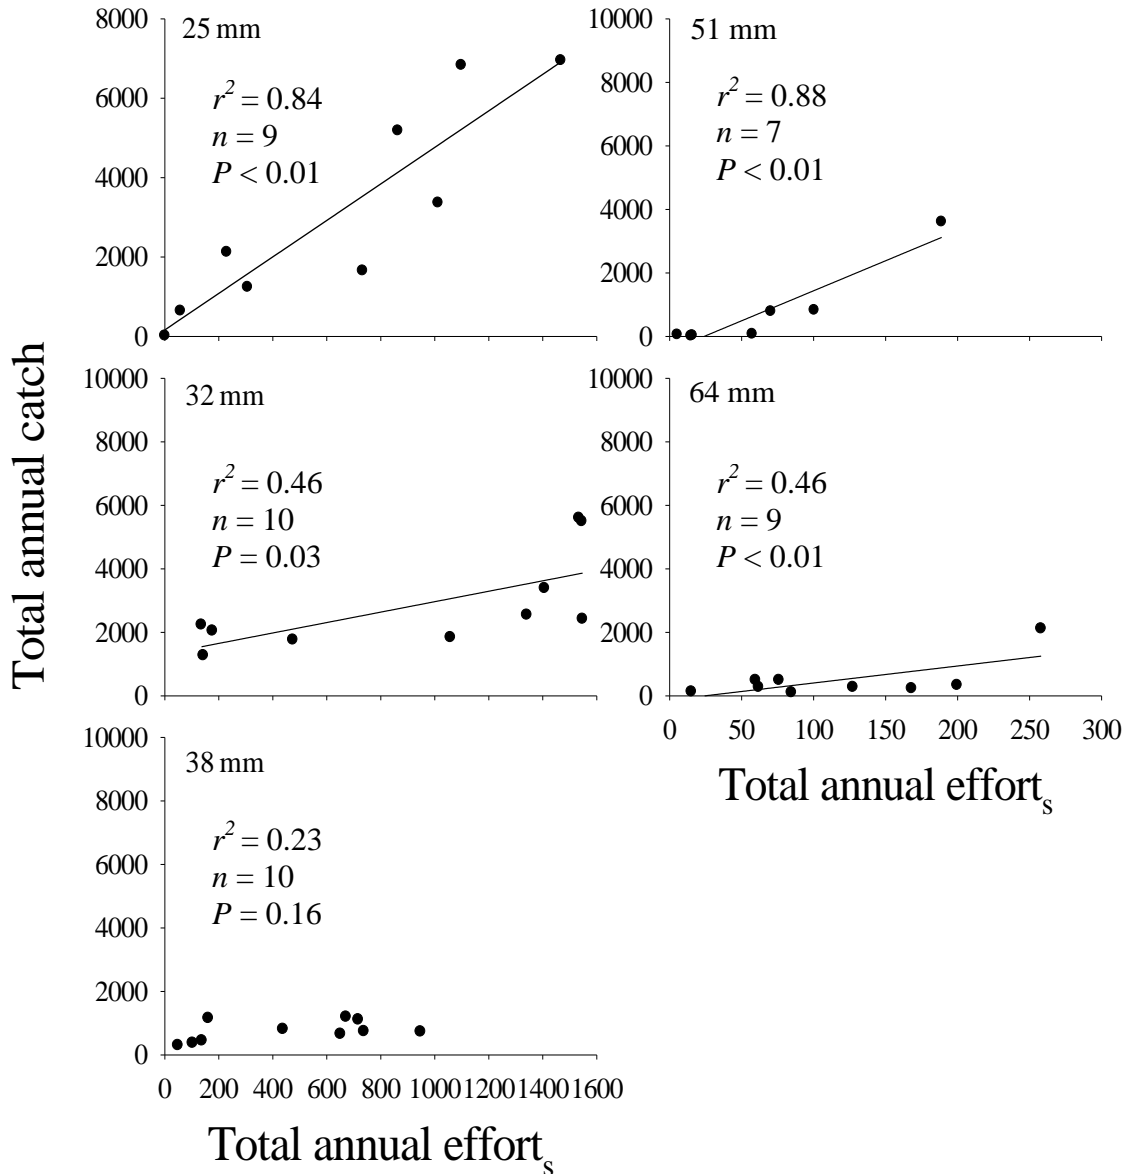 Total annual catch
25 mm
r² = 0.84
n = 9
P < 0.01
8000
6000
4000
2000
0
51 mm
r² = 0.88
n = 7
P < 0.01
10000
8000
6000
4000
2000
0
32 mm
r² = 0.46
n = 10
P = 0.03
10000
8000
6000
4000
2000
0
64 mm
r² = 0.46
n = 9
P < 0.01
10000
8000
6000
4000
2000
0
0 50 100 150 200 250 300
Total annual effortₛ
38 mm
r² = 0.23
n = 10
P = 0.16
10000
8000
6000
4000
2000
0
0 200 400 600 800 1000 1200 1400 1600
Total annual effortₛ